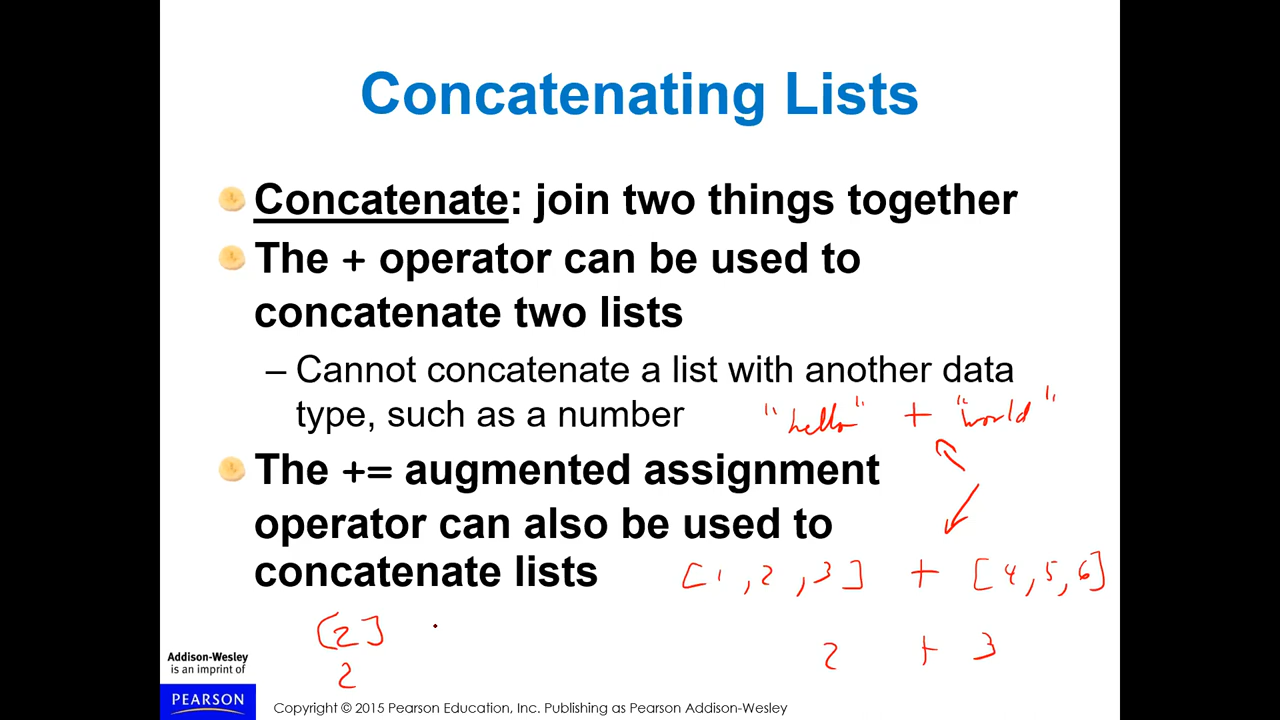 Concatenating Lists
Concatenate: join two things together
The + operator can be used to
concatenate two lists
– Cannot concatenate a list with another data
type, such as a number
"hello" + "world"
The += augmented assignment
operator can also be used to
concatenate lists
[1, 2, 3] + [4, 5, 6]
[2]
2 + 3
2
Addison-Wesley
is an imprint of
PEARSON
Copyright © 2015 Pearson Education, Inc. Publishing as Pearson Addison-Wesley